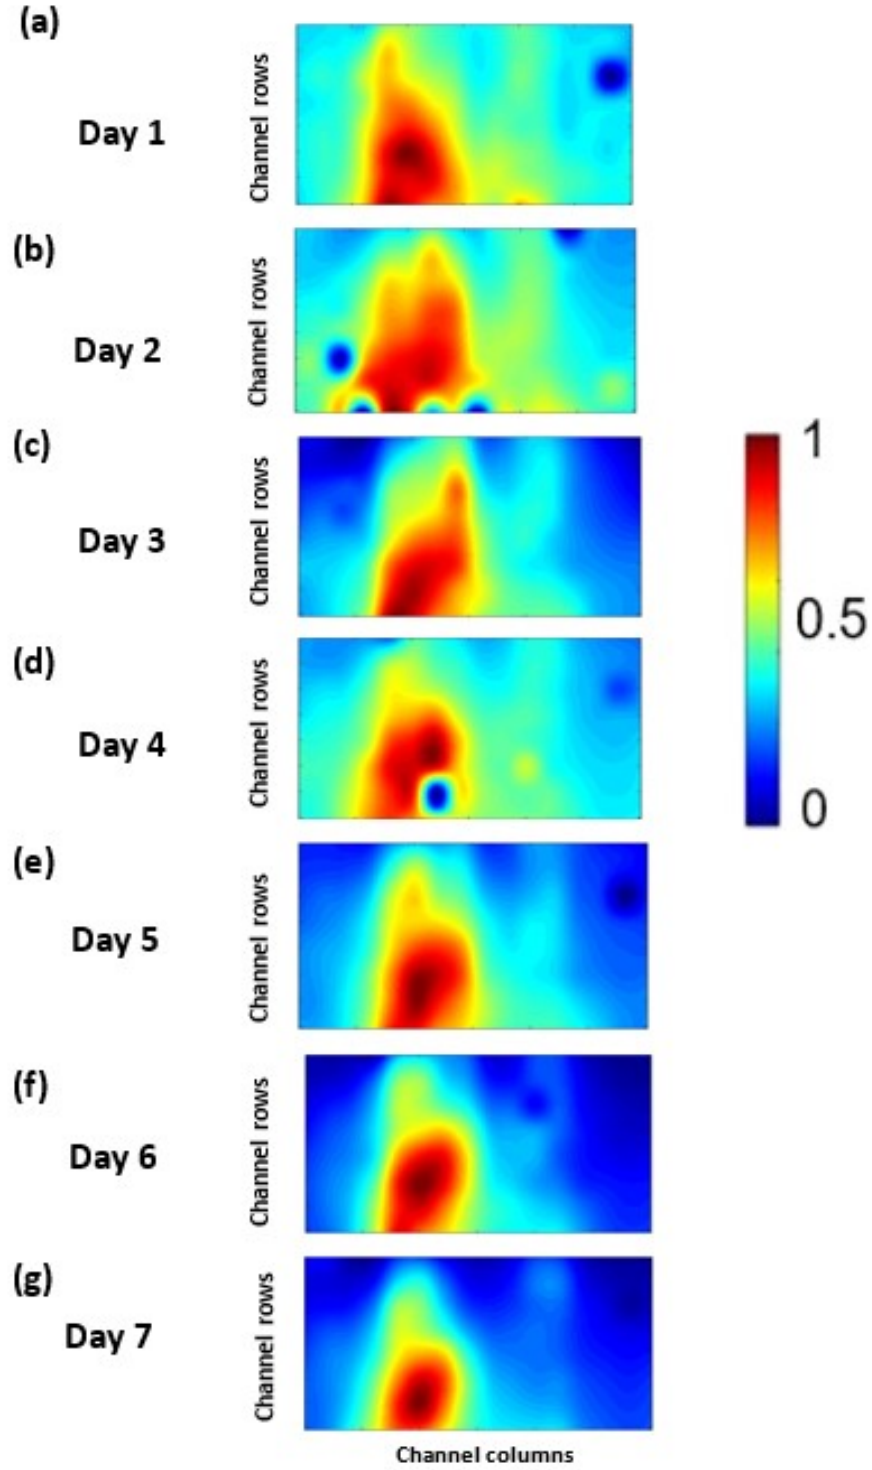 (a)
Day 1
Channel rows
(b)
Day 2
Channel rows
(c)
Day 3
Channel rows
(d)
Day 4
Channel rows
(e)
Day 5
Channel rows
(f)
Day 6
Channel rows
(g)
Day 7
Channel rows
Channel columns
1
0.5
0